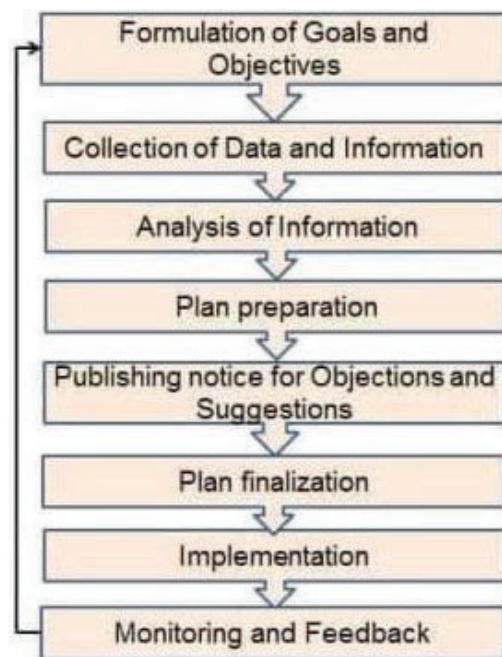 Formulation of Goals and
Objectives
Collection of Data and Information
Analysis of Information
Plan preparation
Publishing notice for Objections and
Suggestions
Plan finalization
Implementation
Monitoring and Feedback